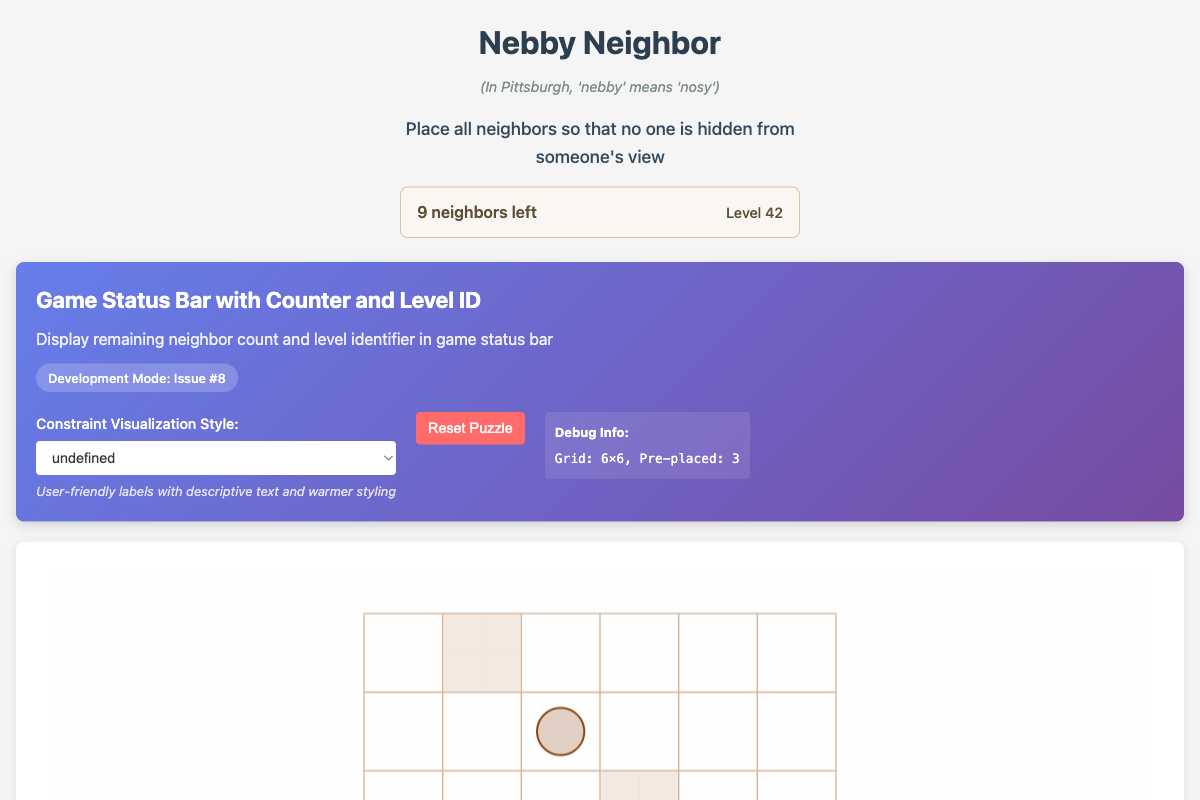 Nebby Neighbor
(In Pittsburgh, 'nebby' means 'nosy')
Place all neighbors so that no one is hidden from
someone's view
9 neighbors left
Level 42
Game Status Bar with Counter and Level ID
Display remaining neighbor count and level identifier in game status bar
Development Mode: Issue #8
Constraint Visualization Style:
undefined
User-friendly labels with descriptive text and warmer styling
Reset Puzzle
Debug Info:
Grid: 6×6, Pre-placed: 3